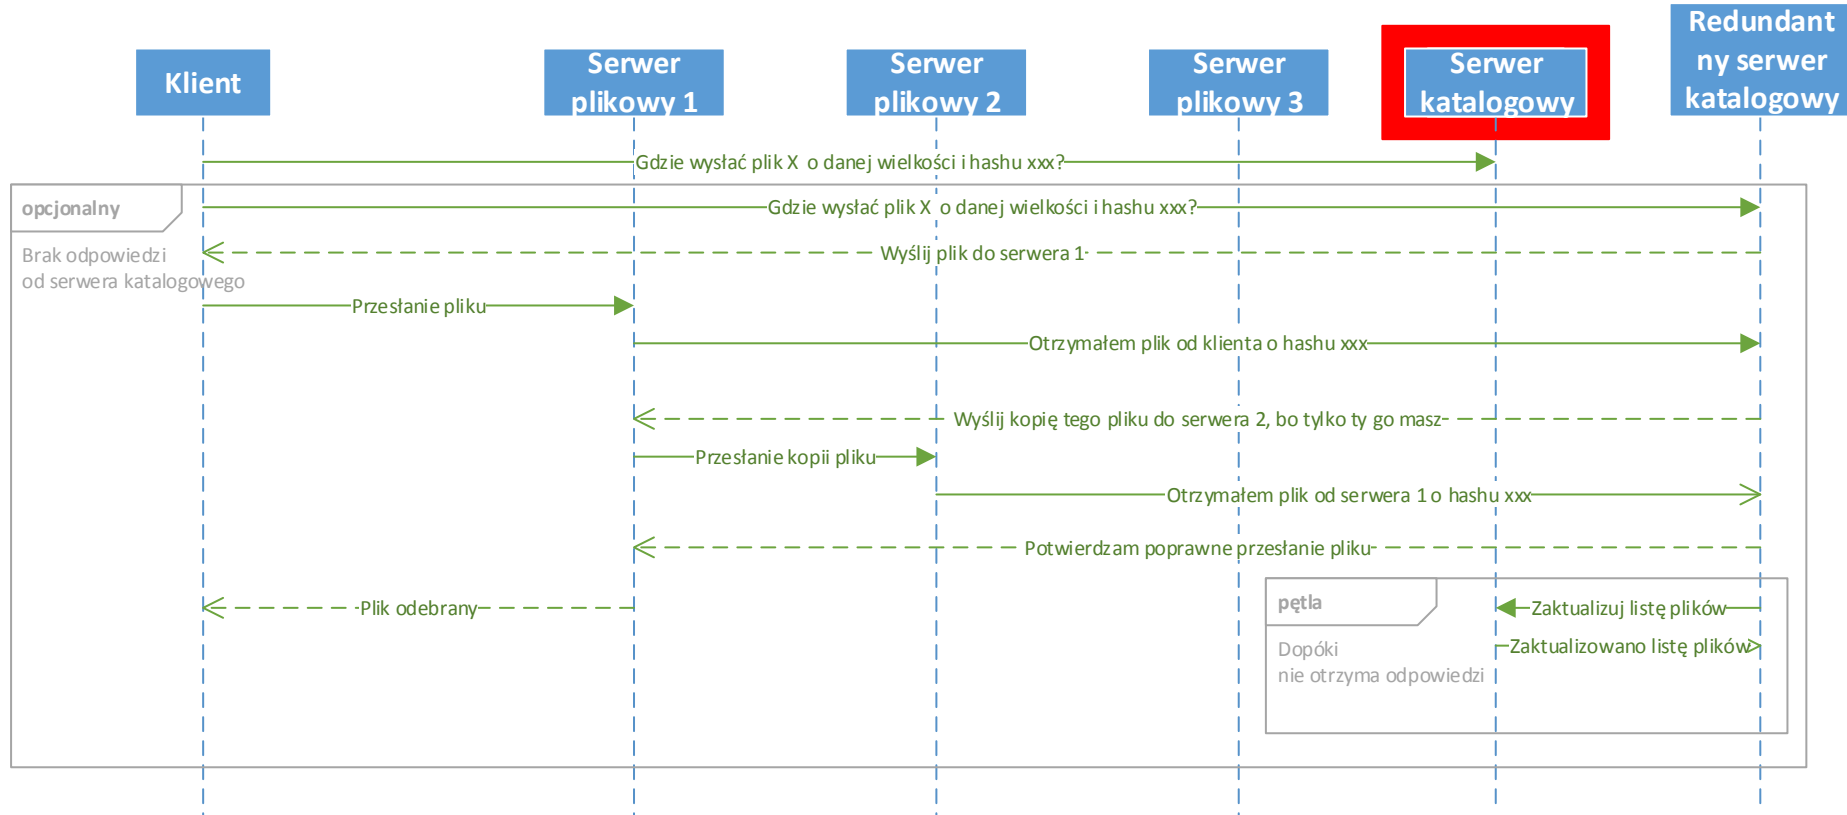 Klient
Serwer
plikowy 1
Serwer
plikowy 2
Serwer
plikowy 3
Serwer
katalogowy
Redundant
ny serwer
katalogowy
Gdzie wysłać plik X o danej wielkości i hashu xxx?
opcjonalny
Gdzie wysłać plik X o danej wielkości i hashu xxx?
Brak odpowiedzi
od serwera katalogowego
Wyślij plik do serwera 1
Przesłanie pliku
Otrzymałem plik od klienta o hashu xxx
Wyślij kopię tego pliku do serwera 2, bo tylko ty go masz
Przesłanie kopii pliku
Otrzymałem plik od serwera 1 o hashu xxx
Potwierdzam poprawne przesłanie pliku
Plik odebrany
pętla
Zaktualizuj listę plików
Dopóki
nie otrzyma odpowiedzi
Zaktualizowano listę plików